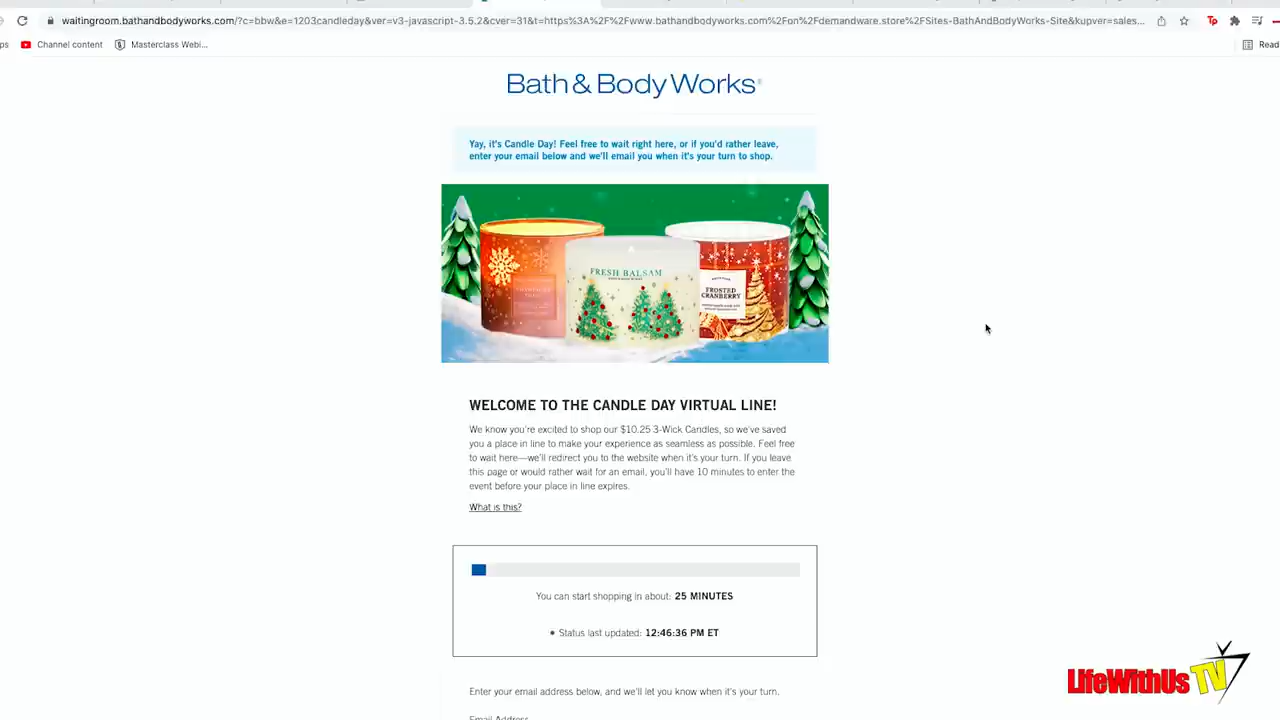 waitingroom.bathandbodyworks.com/?c=bbw&e=1203candleday&ver=v3-javascript-3.5.2&cver=31&t=https%3A%2F%2Fwww.bathandbodyworks.com%2Fon%2Fdemandware.store%2FSites-BathAndBodyWorks-Site&kupver=sales...
ps Channel content Masterclass Webi... Read
Bath & Body Works®
Yay, it's Candle Day! Feel free to wait right here, or if you'd rather leave,
enter your email below and we'll email you when it's your turn to shop.
FRESH BALSAM
FROSTED
CRANBERRY
WELCOME TO THE CANDLE DAY VIRTUAL LINE!
We know you're excited to shop our $10.25 3-Wick Candles, so we've saved
you a place in line to make your experience as seamless as possible. Feel free
to wait here—we'll redirect you to the website when it's your turn. If you leave
this page or would rather wait for an email, you'll have 10 minutes to enter the
event before your place in line expires.
What is this?
You can start shopping in about: 25 MINUTES
• Status last updated: 12:46:36 PM ET
Enter your email address below, and we'll let you know when it's your turn.
Email Address
LifeWithUsTV